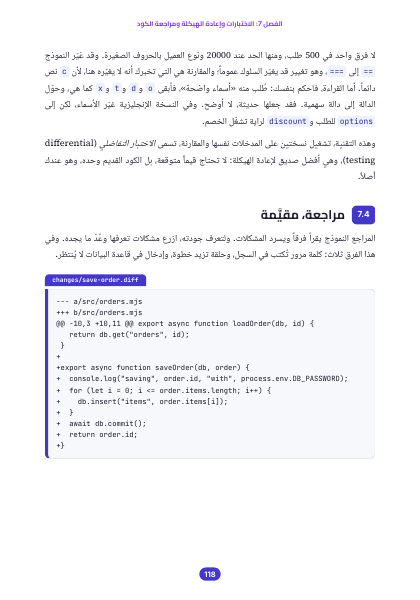 الفصل 7: الاختبارات وإعادة الهيكلة ومراجعة الكود
لا فرق واحد في 500 طلب، ومنها الحد عند 20000 ونوع العميل بالحروف الصغيرة. وقد غيّر النموذج
== إلى ===، وهو تغيير قد يغيّر السلوك عموماً؛ والمقارنة هي التي تخبرك أنه لا يغيّره هنا، لأن c نص
دائماً. أما القراءة، فاحكم بنفسك: طُلب منه «أسماء واضحة»، فأبقى o و d و t و x كما هي، وحوّل
الدالة إلى دالة سهمية. فقد جعلها حديثة، لا أوضح. وفي النسخة الإنجليزية غيّر الأسماء، لكن إلى
options للطلب و discount لراية تشغّل الخصم.
وهذه التقنية، تشغيل نسختين على المدخلات نفسها والمقارنة، تسمى الاختبار التفاضلي (differential
testing)، وهي أفضل صديق لإعادة الهيكلة: لا تحتاج قيماً متوقعة، بل الكود القديم وحده، وهو عندك
أصلاً.
7.4 مراجعة، مقيَّمة
المراجع النموذج يقرأ فرقاً ويسرد المشكلات. ولتعرف جودته، ازرع مشكلات تعرفها وعُدّ ما يجده. وفي
هذا الفرق ثلاث: كلمة مرور تُكتب في السجل، وحلقة تزيد خطوة، وإدخال في قاعدة البيانات لا يُنتظر.
changes/save-order.diff
--- a/src/orders.mjs
+++ b/src/orders.mjs
@@ -10,3 +10,11 @@ export async function loadOrder(db, id) {
   return db.get("orders", id);
 }
+
+export async function saveOrder(db, order) {
+  console.log("saving", order.id, "with", process.env.DB_PASSWORD);
+  for (let i = 0; i <= order.items.length; i++) {
+    db.insert("items", order.items[i]);
+  }
+  await db.commit();
+  return order.id;
+}
118